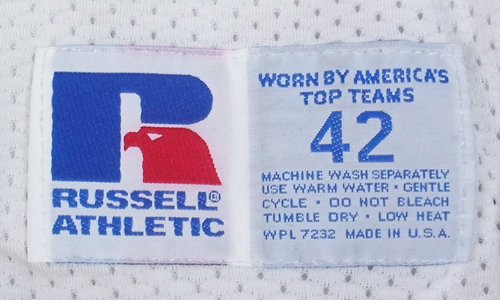 RUSSELL®
ATHLETIC
WORN BY AMERICA'S
TOP TEAMS
42
MACHINE WASH SEPARATELY
USE WARM WATER · GENTLE
CYCLE · DO NOT BLEACH
TUMBLE DRY · LOW HEAT
WPL 7232 MADE IN U.S.A.